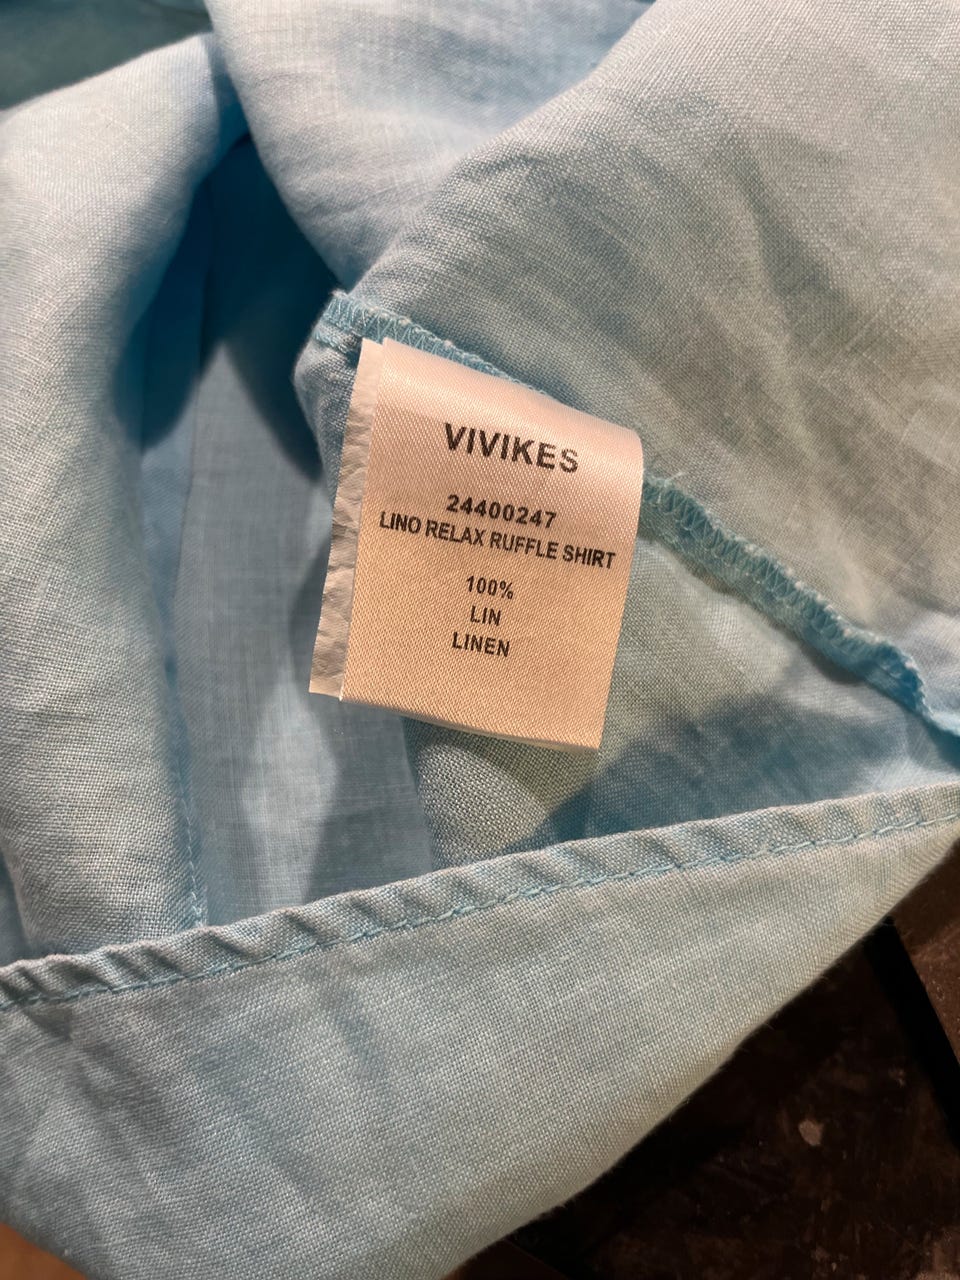 VIVIKES
24400247
LINO RELAX RUFFLE SHIRT
100%
LIN
LINEN